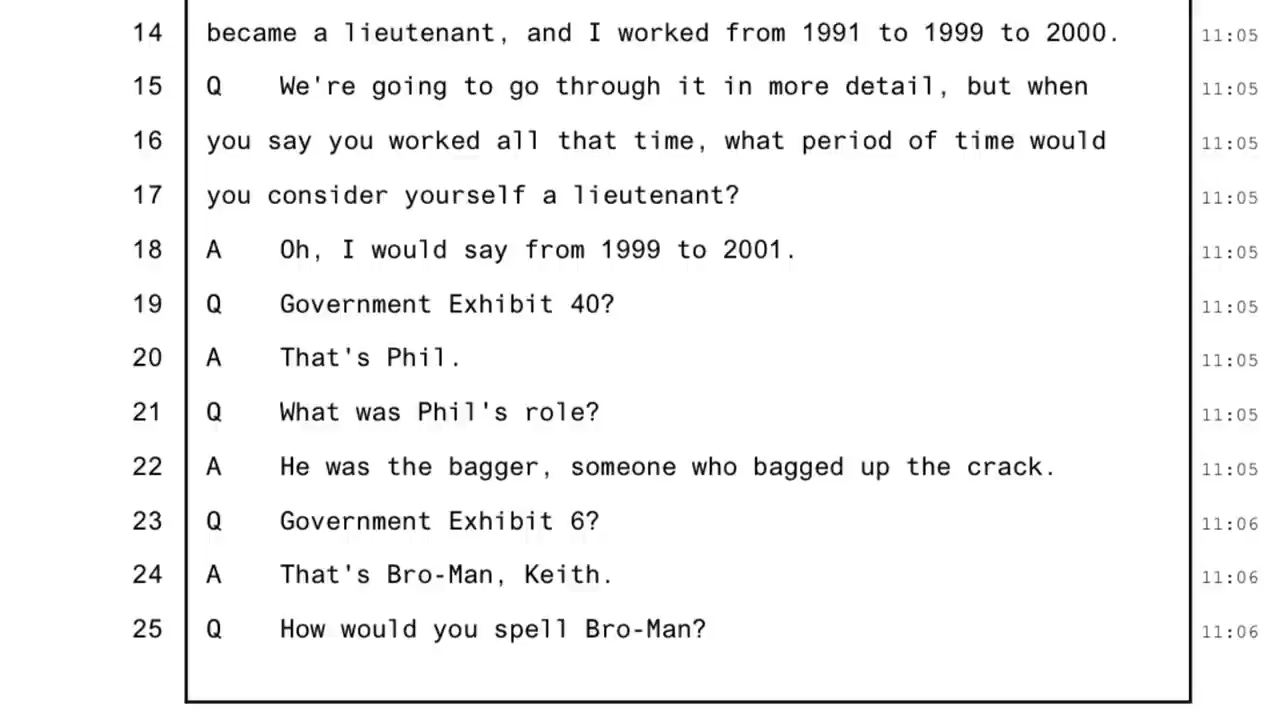 14 became a lieutenant, and I worked from 1991 to 1999 to 2000. 11:05
15 Q We're going to go through it in more detail, but when 11:05
16 you say you worked all that time, what period of time would 11:05
17 you consider yourself a lieutenant? 11:05
18 A Oh, I would say from 1999 to 2001. 11:05
19 Q Government Exhibit 40? 11:05
20 A That's Phil. 11:05
21 Q What was Phil's role? 11:05
22 A He was the bagger, someone who bagged up the crack. 11:05
23 Q Government Exhibit 6? 11:06
24 A That's Bro-Man, Keith. 11:06
25 Q How would you spell Bro-Man? 11:06